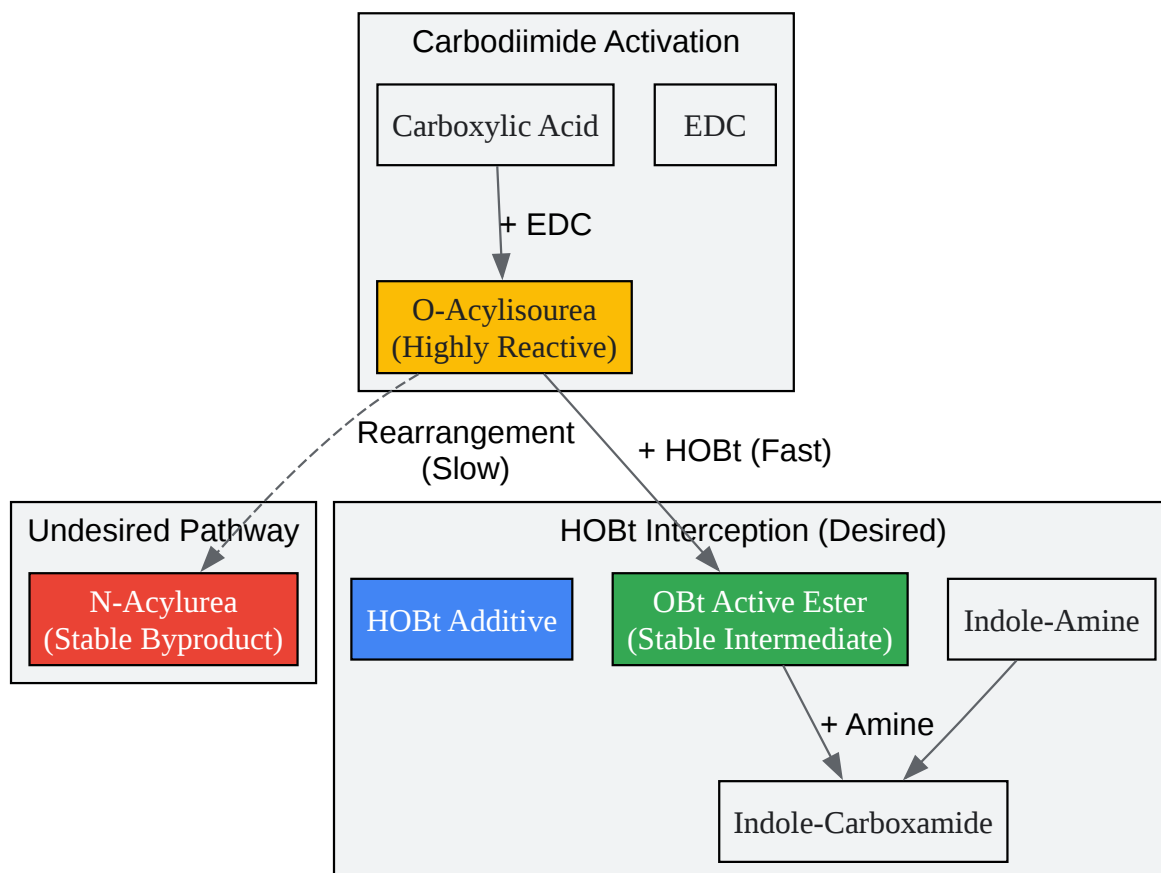 Carbodiimide Activation
Carboxylic Acid
EDC
+ EDC
O-Acylisourea
(Highly Reactive)
Rearrangement
(Slow)
+ HOBt (Fast)
Undesired Pathway
N-Acylurea
(Stable Byproduct)
HOBt Interception (Desired)
HOBt Additive
OBt Active Ester
(Stable Intermediate)
Indole-Amine
+ Amine
Indole-Carboxamide